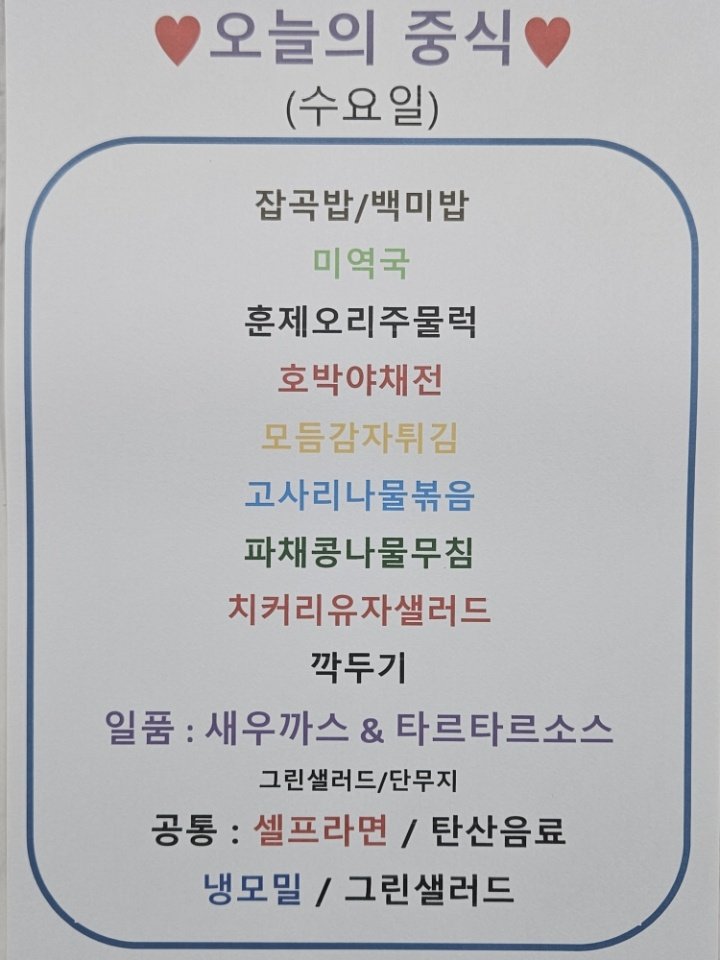 ♥오늘의 중식♥
(수요일)
잡곡밥/백미밥
미역국
훈제오리주물럭
호박야채전
모듬감자튀김
고사리나물볶음
파채콩나물무침
치커리유자샐러드
깍두기
일품 : 새우까스 & 타르타르소스
그린샐러드/단무지
공통 : 셀프라면 / 탄산음료
냉모밀 / 그린샐러드